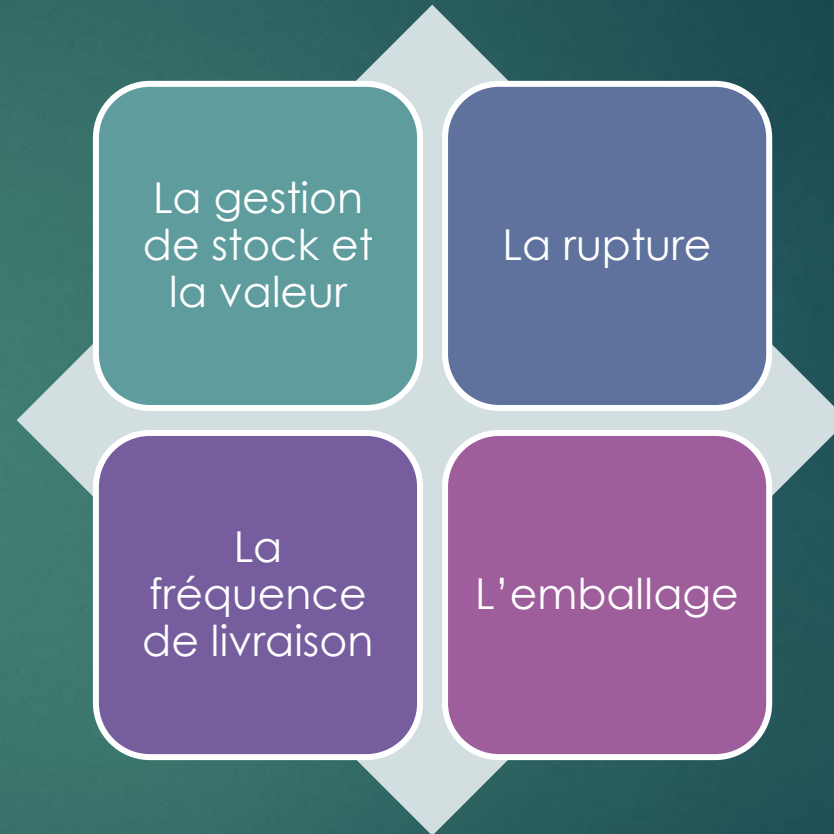 La gestion
de stock et
la valeur
La rupture
La
fréquence
de livraison
L’emballage